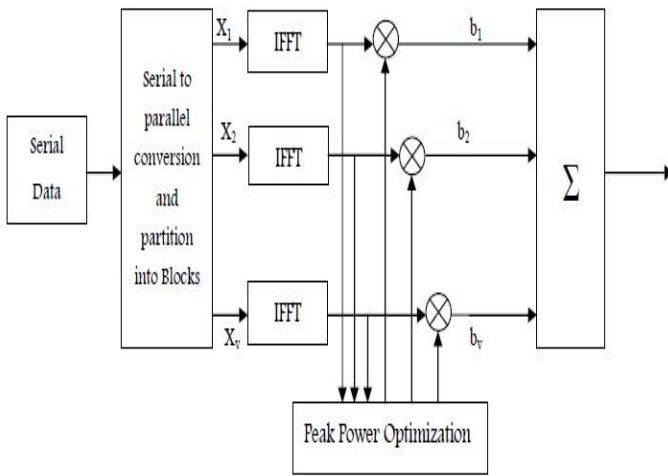 Serial
Data
Serial to
parallel
conversion
and
partition
into Blocks
X₁
IFFT
b₁
X₂
IFFT
b₂
Xᵥ
IFFT
bᵥ
Σ
Peak Power Optimization